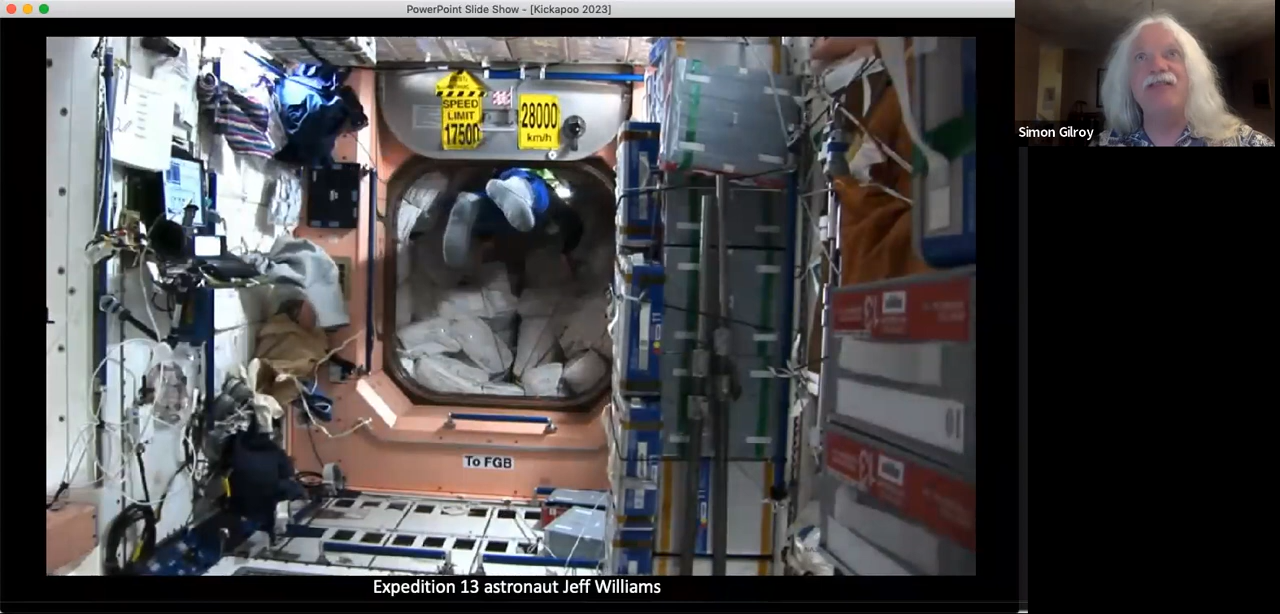 PowerPoint Slide Show - [Kickapoo 2023]
SPEED
LIMIT
17500
28000
km/h
Simon Gilroy
To FGB
Expedition 13 astronaut Jeff Williams